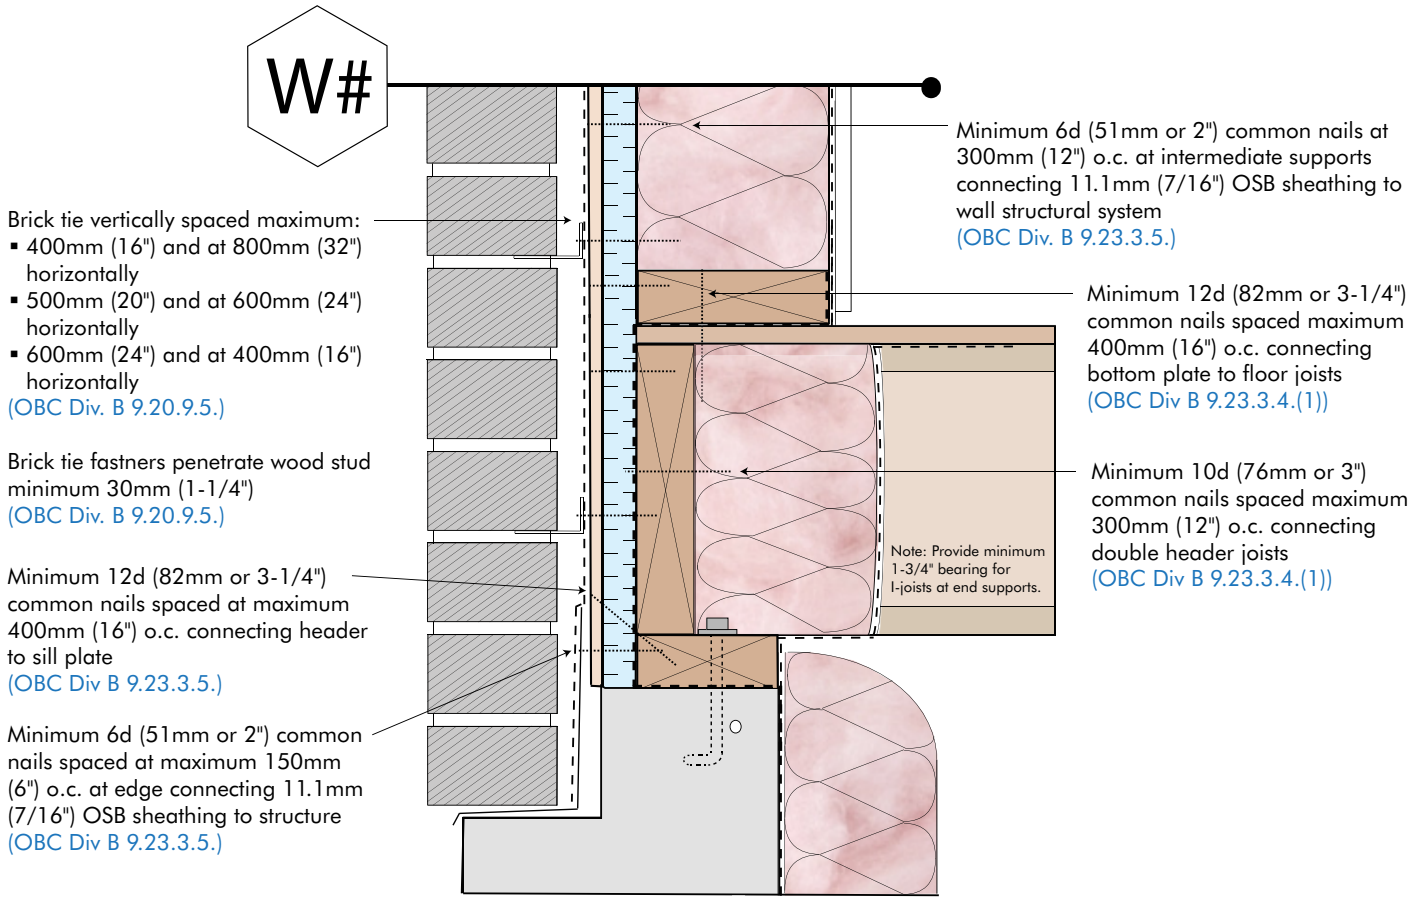 W#
Brick tie vertically spaced maximum:
▪ 400mm (16") and at 800mm (32")
horizontally
▪ 500mm (20") and at 600mm (24")
horizontally
▪ 600mm (24") and at 400mm (16")
horizontally
(OBC Div. B 9.20.9.5.)
Brick tie fastners penetrate wood stud
minimum 30mm (1-1/4")
(OBC Div. B 9.20.9.5.)
Minimum 12d (82mm or 3-1/4")
common nails spaced at maximum
400mm (16") o.c. connecting header
to sill plate
(OBC Div B 9.23.3.5.)
Minimum 6d (51mm or 2") common
nails spaced at maximum 150mm
(6") o.c. at edge connecting 11.1mm
(7/16") OSB sheathing to structure
(OBC Div B 9.23.3.5.)
Minimum 6d (51mm or 2") common nails at
300mm (12") o.c. at intermediate supports
connecting 11.1mm (7/16") OSB sheathing to
wall structural system
(OBC Div. B 9.23.3.5.)
Minimum 12d (82mm or 3-1/4")
common nails spaced maximum
400mm (16") o.c. connecting
bottom plate to floor joists
(OBC Div B 9.23.3.4.(1))
Minimum 10d (76mm or 3")
common nails spaced maximum
300mm (12") o.c. connecting
double header joists
(OBC Div B 9.23.3.4.(1))
Note: Provide minimum
1-3/4" bearing for
I-joists at end supports.